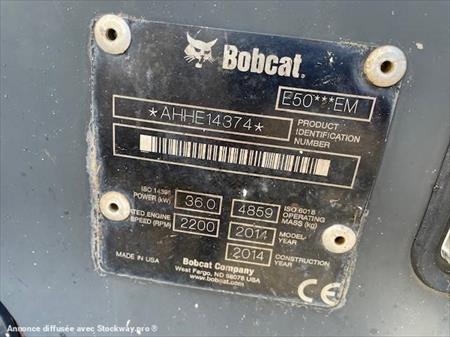 Bobcat.
E50***EM
*AHHE14374*
PRODUCT
IDENTIFICATION
NUMBER
ISO 14396
POWER (kW)
36.0
4859
ISO 6016
OPERATING
MASS (kg)
RATED ENGINE
SPEED (RPM)
2200
2014
MODEL
YEAR
2014
CONSTRUCTION
YEAR
MADE IN USA
Bobcat Company
West Fargo, ND 58078 USA
www.bobcat.com
CE
Annonce diffusée avec Stockway.pro ®